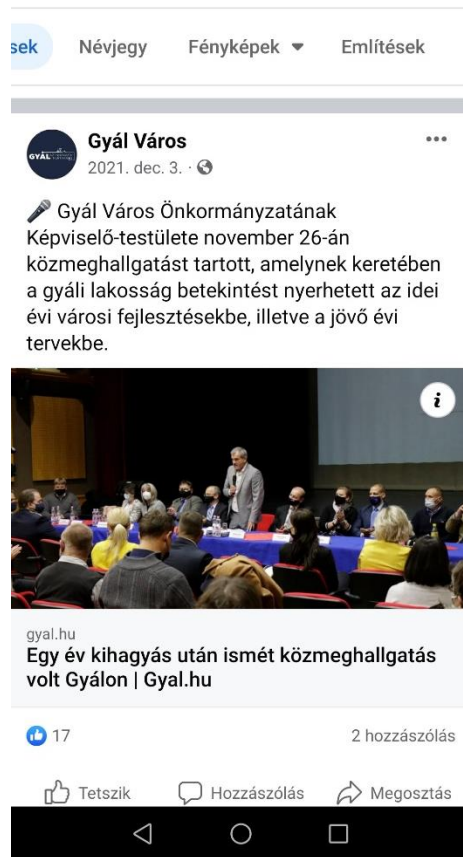 sek Névjegy Fényképek Említések
GYÁL
Gyál Város
2021. dec. 3. ·
Gyál Város Önkormányzatának
Képviselő-testülete november 26-án
közmeghallgatást tartott, amelynek keretében
a gyáli lakosság betekintést nyerhetett az idei
évi városi fejlesztésekbe, illetve a jövő évi
tervekbe.
i
gyal.hu
Egy év kihagyás után ismét közmeghallgatás
volt Gyálon | Gyal.hu
17 2 hozzászólás
Tetszik Hozzászólás Megosztás